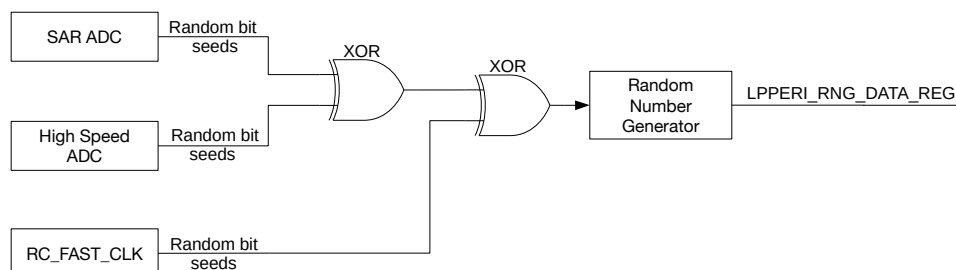 SAR ADC
Random bit
seeds
XOR
XOR
High Speed
ADC
Random bit
seeds
Random
Number
Generator
LPPERI_RNG_DATA_REG
RC_FAST_CLK
Random bit
seeds